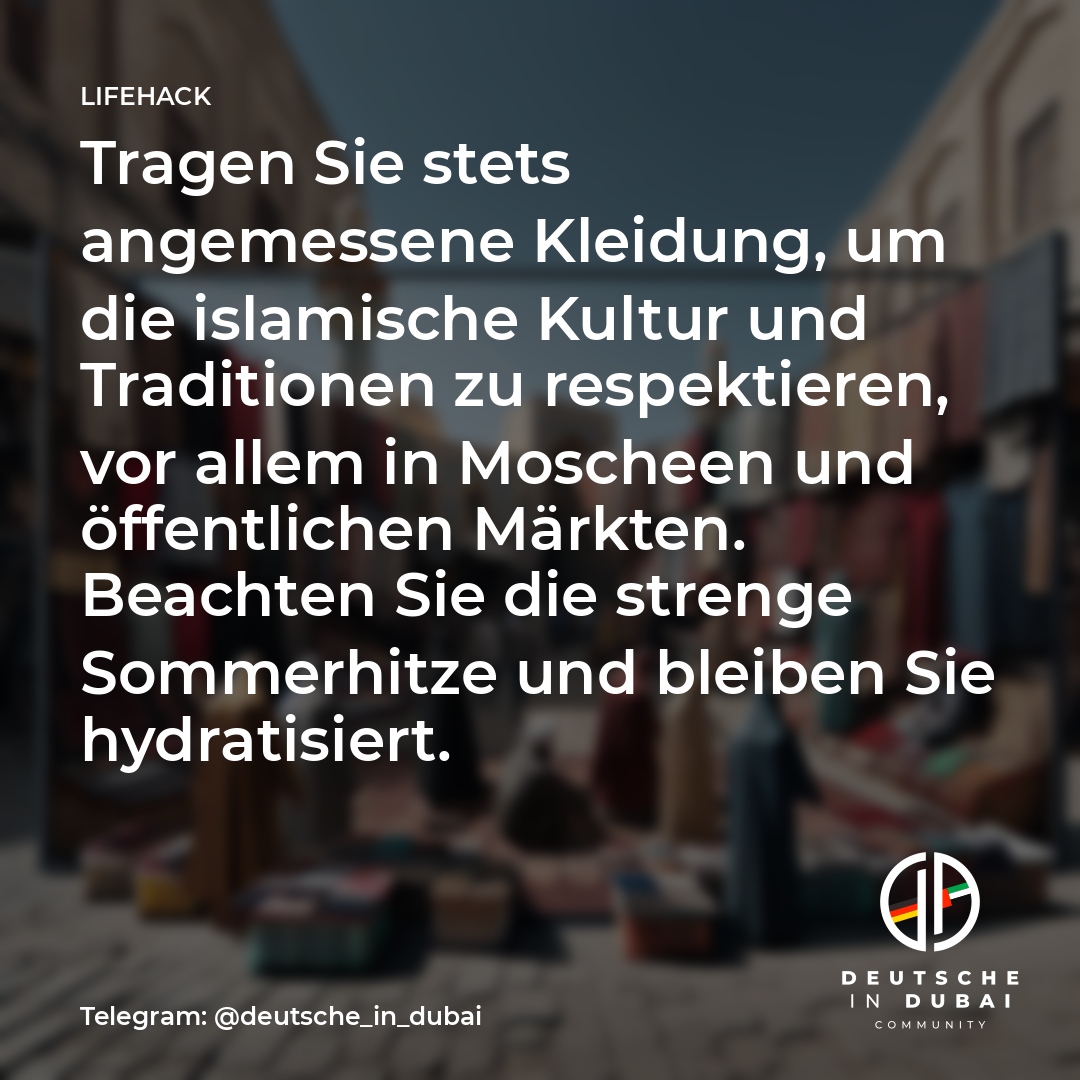 LIFEHACK
Tragen Sie stets
angemessene Kleidung, um
die islamische Kultur und
Traditionen zu respektieren,
vor allem in Moscheen und
öffentlichen Märkten.
Beachten Sie die strenge
Sommerhitze und bleiben Sie
hydratisiert.
DEUTSCHE
IN DUBAI
COMMUNITY
Telegram: @deutsche_in_dubai